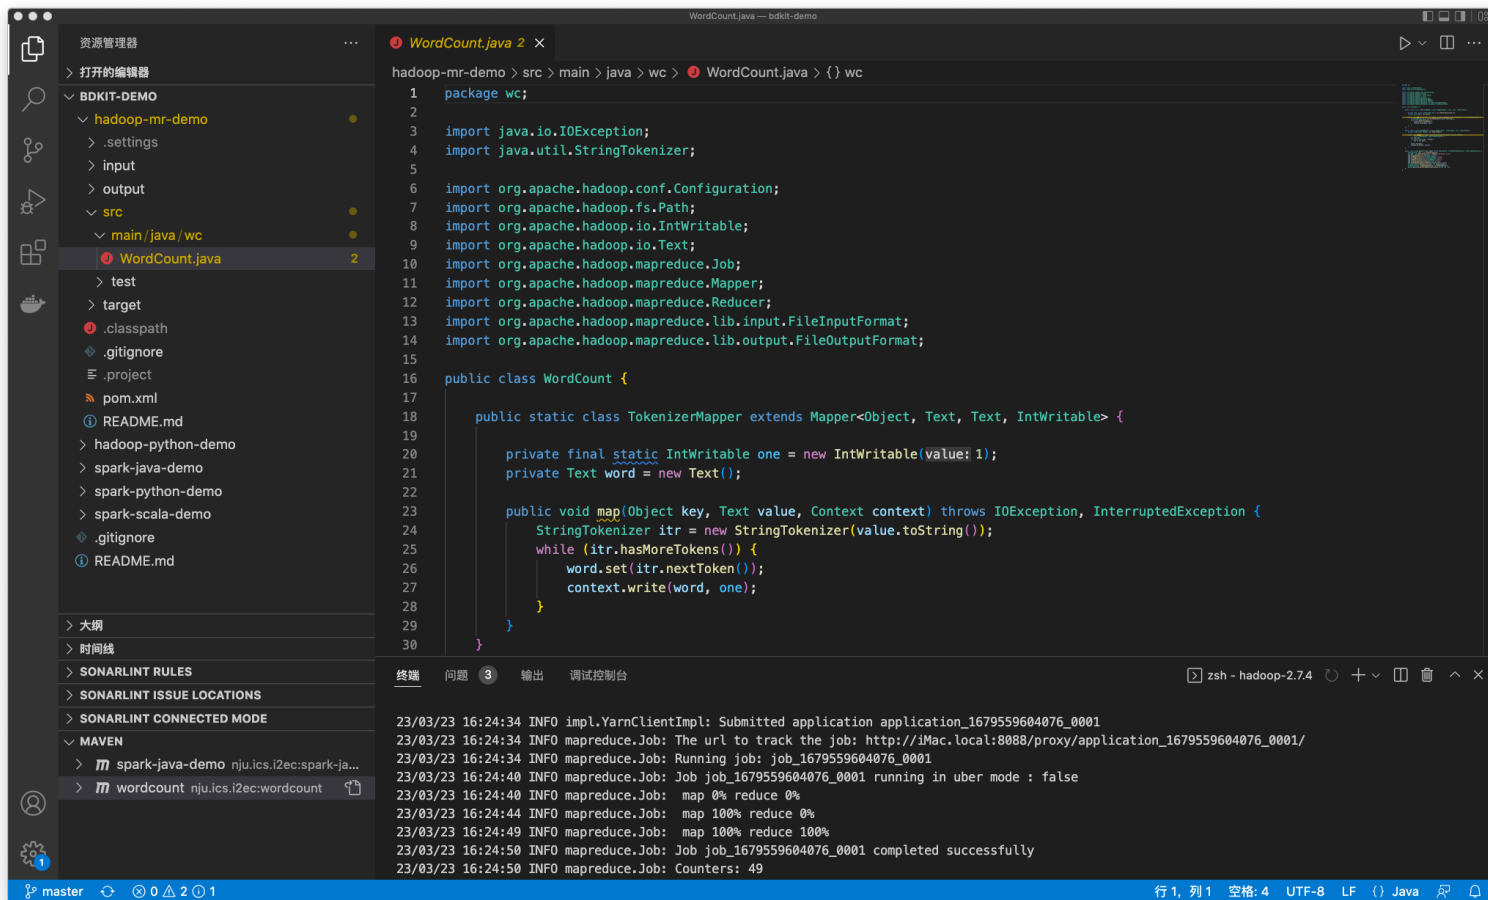 WordCount.java — bdkit-demo
资源管理器
打开的编辑器
BDKIT-DEMO
hadoop-mr-demo
.settings
input
output
src
main/java/wc
WordCount.java 2
test
target
.classpath
.gitignore
.project
pom.xml
README.md
hadoop-python-demo
spark-java-demo
spark-python-demo
spark-scala-demo
.gitignore
README.md
大纲
时间线
SONARLINT RULES
SONARLINT ISSUE LOCATIONS
SONARLINT CONNECTED MODE
MAVEN
spark-java-demo nju.ics.i2ec:spark-ja...
wordcount nju.ics.i2ec:wordcount
1
WordCount.java 2
hadoop-mr-demo > src > main > java > wc > WordCount.java > {} wc
1 package wc;
2
3 import java.io.IOException;
4 import java.util.StringTokenizer;
5
6 import org.apache.hadoop.conf.Configuration;
7 import org.apache.hadoop.fs.Path;
8 import org.apache.hadoop.io.IntWritable;
9 import org.apache.hadoop.io.Text;
10 import org.apache.hadoop.mapreduce.Job;
11 import org.apache.hadoop.mapreduce.Mapper;
12 import org.apache.hadoop.mapreduce.Reducer;
13 import org.apache.hadoop.mapreduce.lib.input.FileInputFormat;
14 import org.apache.hadoop.mapreduce.lib.output.FileOutputFormat;
15
16 public class WordCount {
17
18 public static class TokenizerMapper extends Mapper<Object, Text, Text, IntWritable> {
19
20 private final static IntWritable one = new IntWritable(value: 1);
21 private Text word = new Text();
22
23 public void map(Object key, Text value, Context context) throws IOException, InterruptedException {
24 StringTokenizer itr = new StringTokenizer(value.toString());
25 while (itr.hasMoreTokens()) {
26 word.set(itr.nextToken());
27 context.write(word, one);
28 }
29 }
30 }
终端 问题 3 输出 调试控制台
zsh - hadoop-2.7.4
23/03/23 16:24:34 INFO impl.YarnClientImpl: Submitted application application_1679559604076_0001
23/03/23 16:24:34 INFO mapreduce.Job: The url to track the job: http://iMac.local:8088/proxy/application_1679559604076_0001/
23/03/23 16:24:34 INFO mapreduce.Job: Running job: job_1679559604076_0001
23/03/23 16:24:40 INFO mapreduce.Job: Job job_1679559604076_0001 running in uber mode : false
23/03/23 16:24:40 INFO mapreduce.Job:  map 0% reduce 0%
23/03/23 16:24:44 INFO mapreduce.Job:  map 100% reduce 0%
23/03/23 16:24:49 INFO mapreduce.Job:  map 100% reduce 100%
23/03/23 16:24:50 INFO mapreduce.Job: Job job_1679559604076_0001 completed successfully
23/03/23 16:24:50 INFO mapreduce.Job: Counters: 49
master 0 2 1
行 1, 列 1 空格: 4 UTF-8 LF {} Java